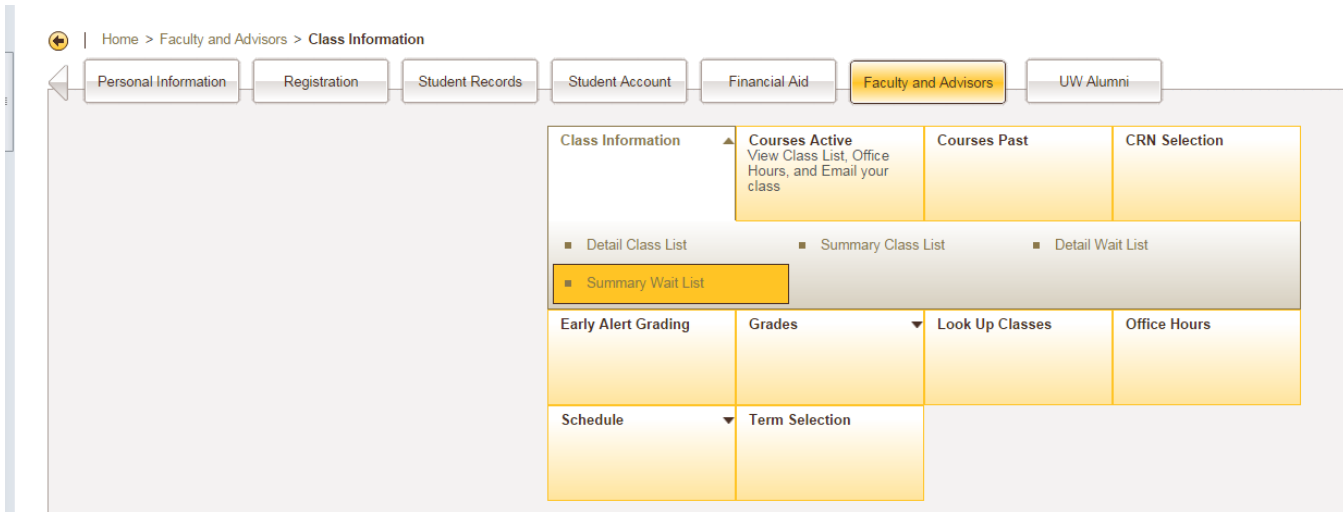 Home > Faculty and Advisors > Class Information
Personal Information
Registration
Student Records
Student Account
Financial Aid
Faculty and Advisors
UW Alumni
Class Information
Courses Active
View Class List, Office
Hours, and Email your
class
Courses Past
CRN Selection
Detail Class List
Summary Class List
Detail Wait List
Summary Wait List
Early Alert Grading
Grades
Look Up Classes
Office Hours
Schedule
Term Selection